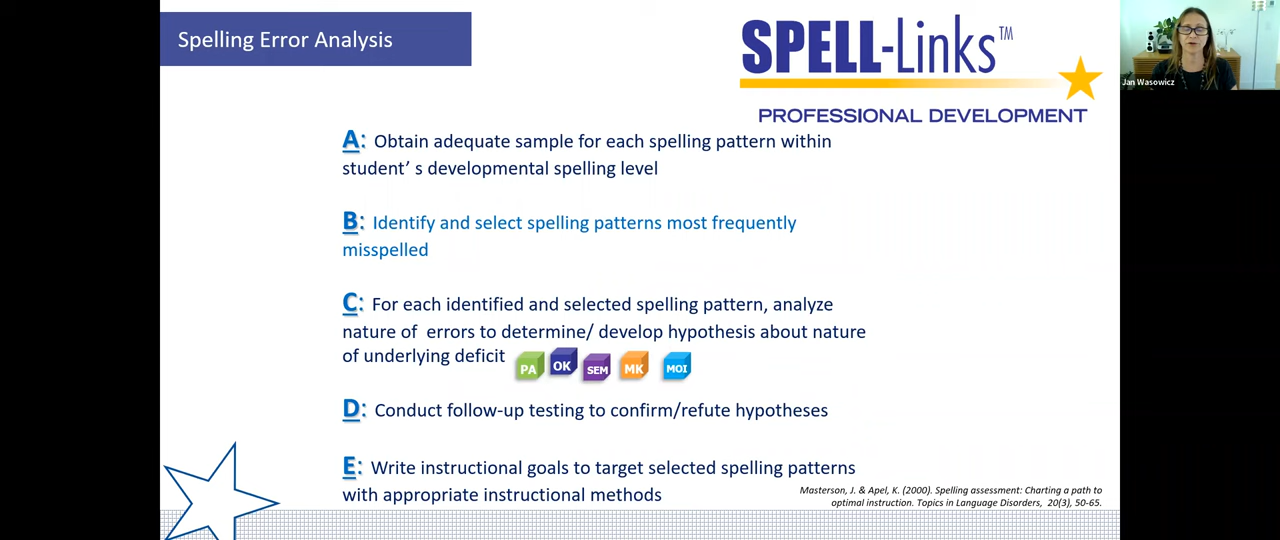 Spelling Error Analysis
SPELL-Links™
PROFESSIONAL DEVELOPMENT
Jan Wasowicz
A: Obtain adequate sample for each spelling pattern within
student’ s developmental spelling level
B: Identify and select spelling patterns most frequently
misspelled
C: For each identified and selected spelling pattern, analyze
nature of errors to determine/ develop hypothesis about nature
of underlying deficit PA OK SEM MK MOI
D: Conduct follow-up testing to confirm/refute hypotheses
E: Write instructional goals to target selected spelling patterns
with appropriate instructional methods
Masterson, J. & Apel, K. (2000). Spelling assessment: Charting a path to
optimal instruction. Topics in Language Disorders, 20(3), 50-65.